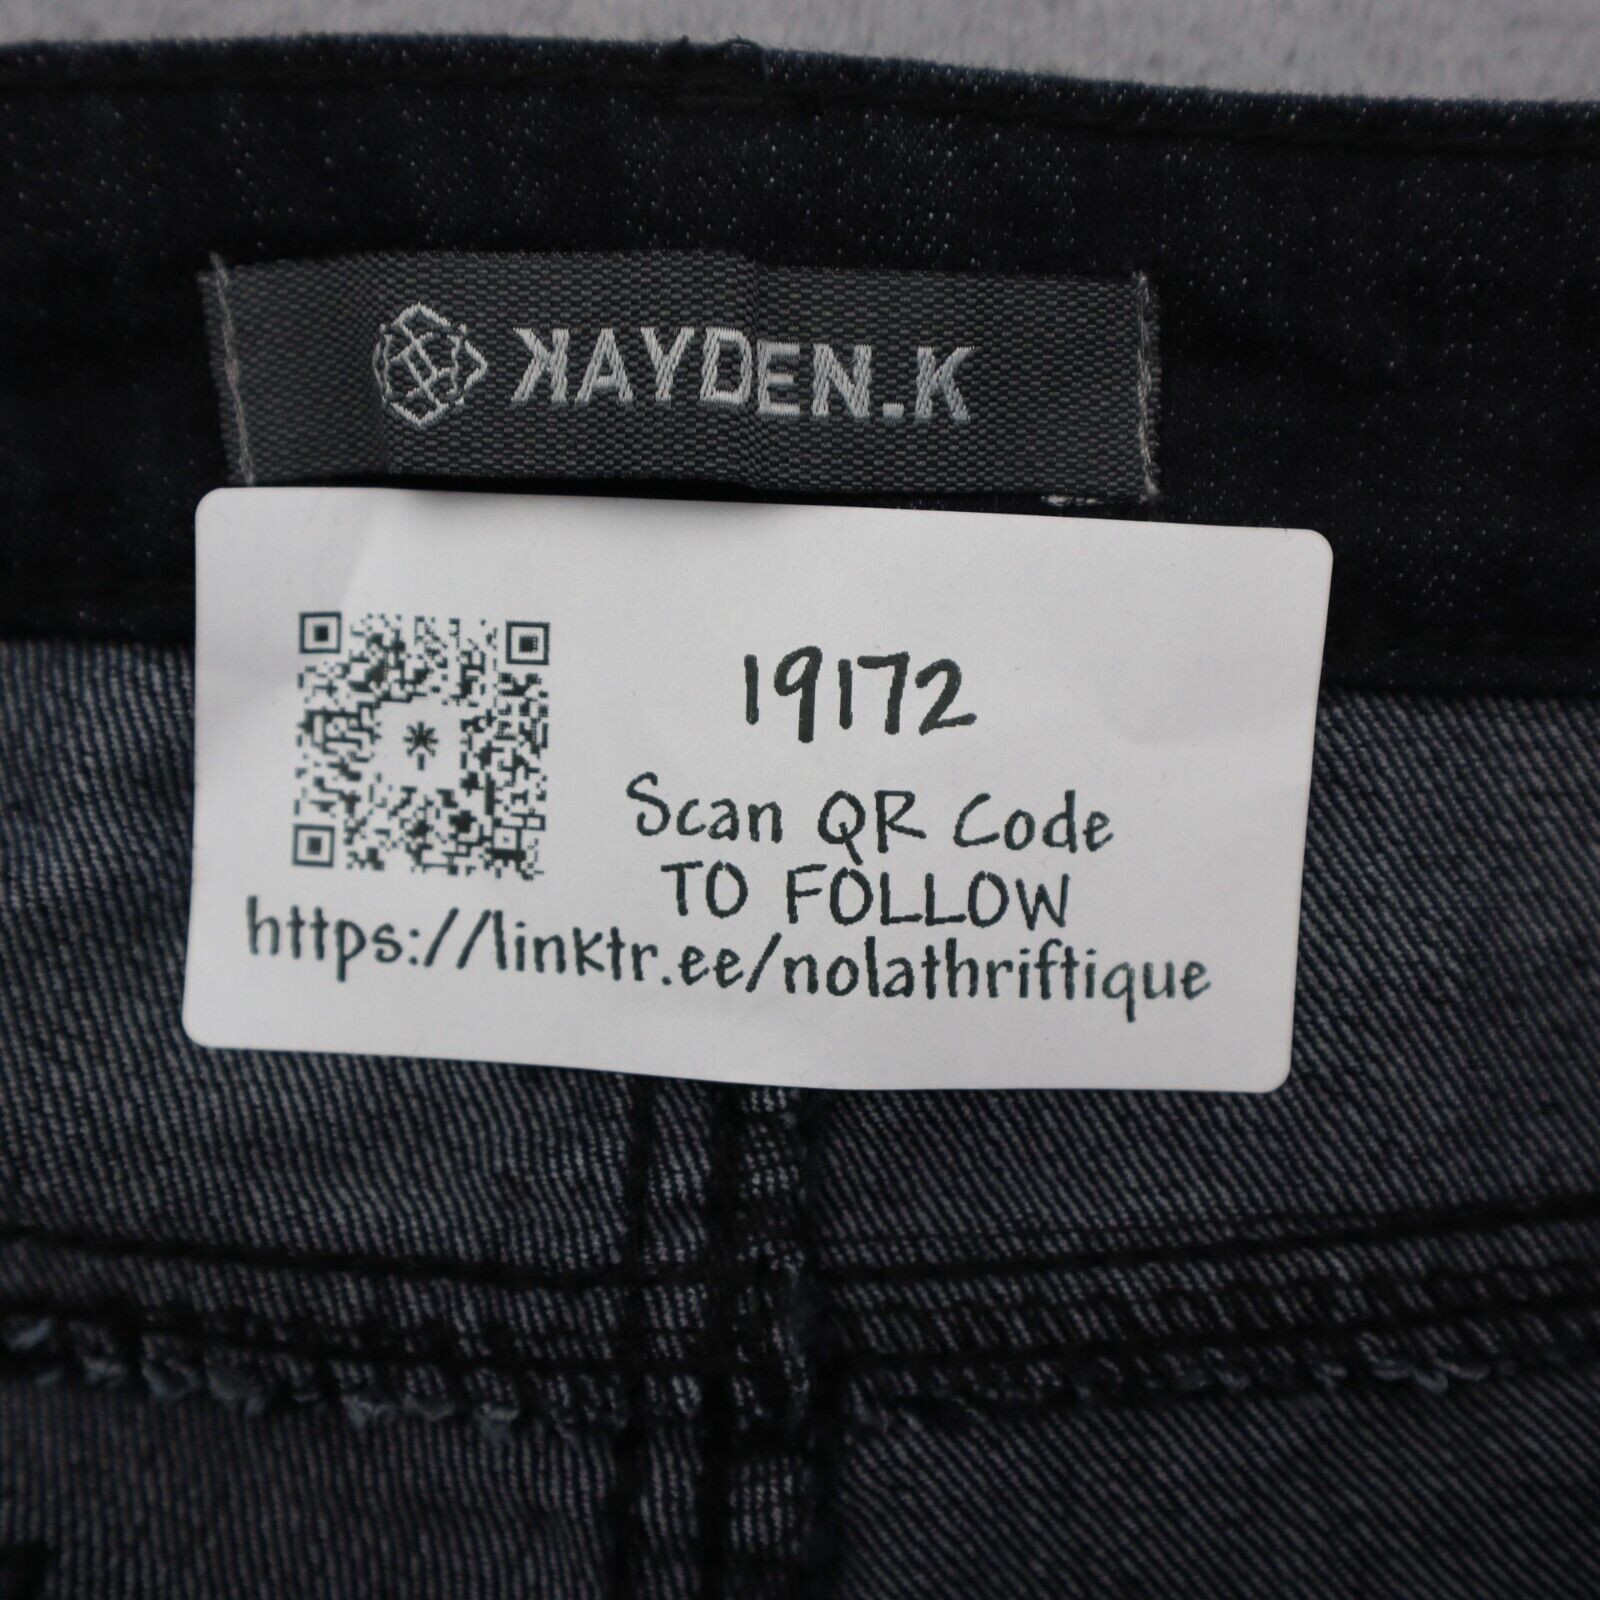 KAYDEN.K
19172
Scan QR Code
TO FOLLOW
https://linktr.ee/nolathriftique